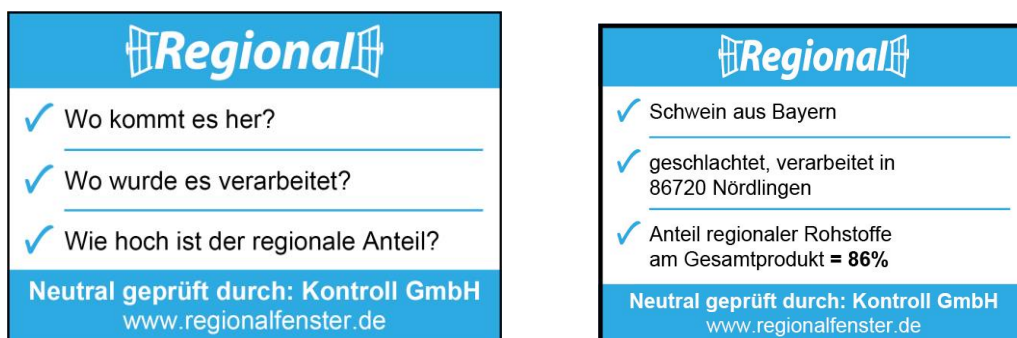 Regional
Wo kommt es her?
Wo wurde es verarbeitet?
Wie hoch ist der regionale Anteil?
Neutral geprüft durch: Kontroll GmbH
www.regionalfenster.de
Regional
Schwein aus Bayern
geschlachtet, verarbeitet in
86720 Nördlingen
Anteil regionaler Rohstoffe
am Gesamtprodukt = 86%
Neutral geprüft durch: Kontroll GmbH
www.regionalfenster.de